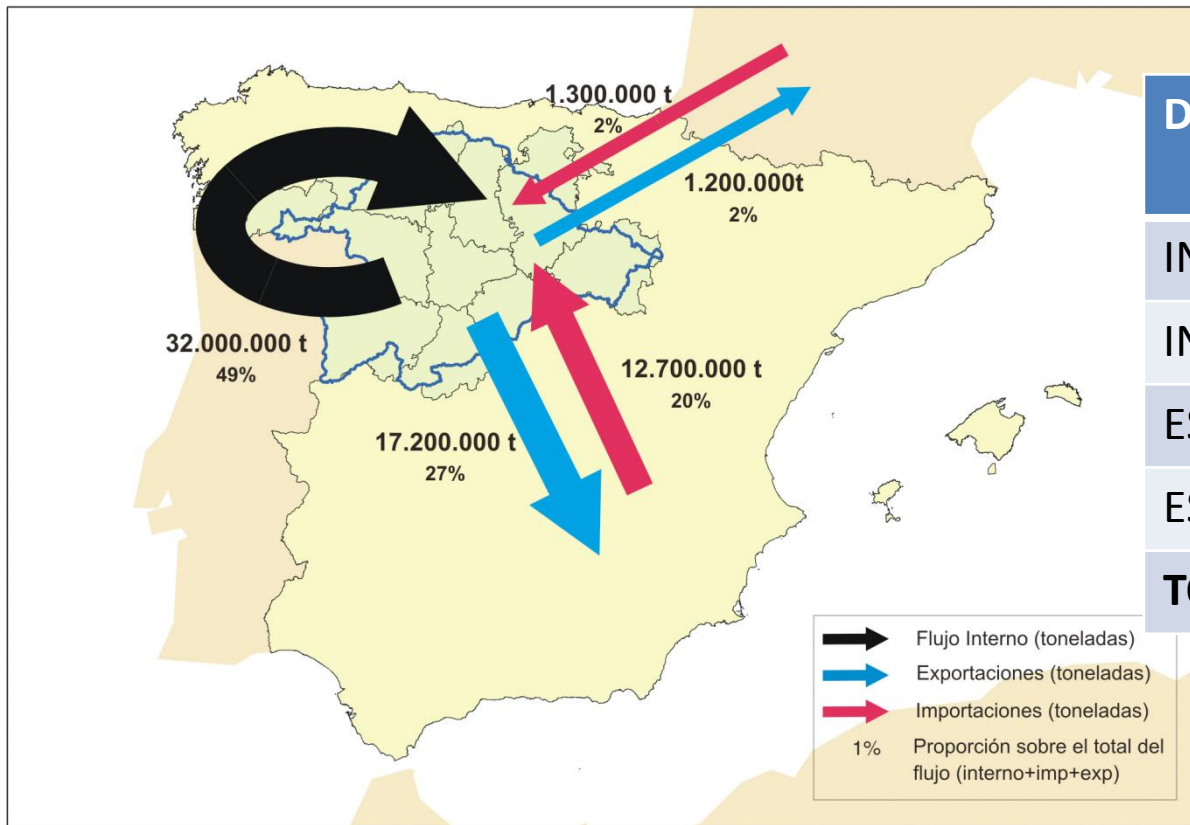 1.300.000 t
2%
1.200.000t
2%
32.000.000 t
49%
12.700.000 t
20%
17.200.000 t
27%
Flujo Interno (toneladas)
Exportaciones (toneladas)
Importaciones (toneladas)
1% Proporción sobre el total del
flujo (interno+imp+exp)